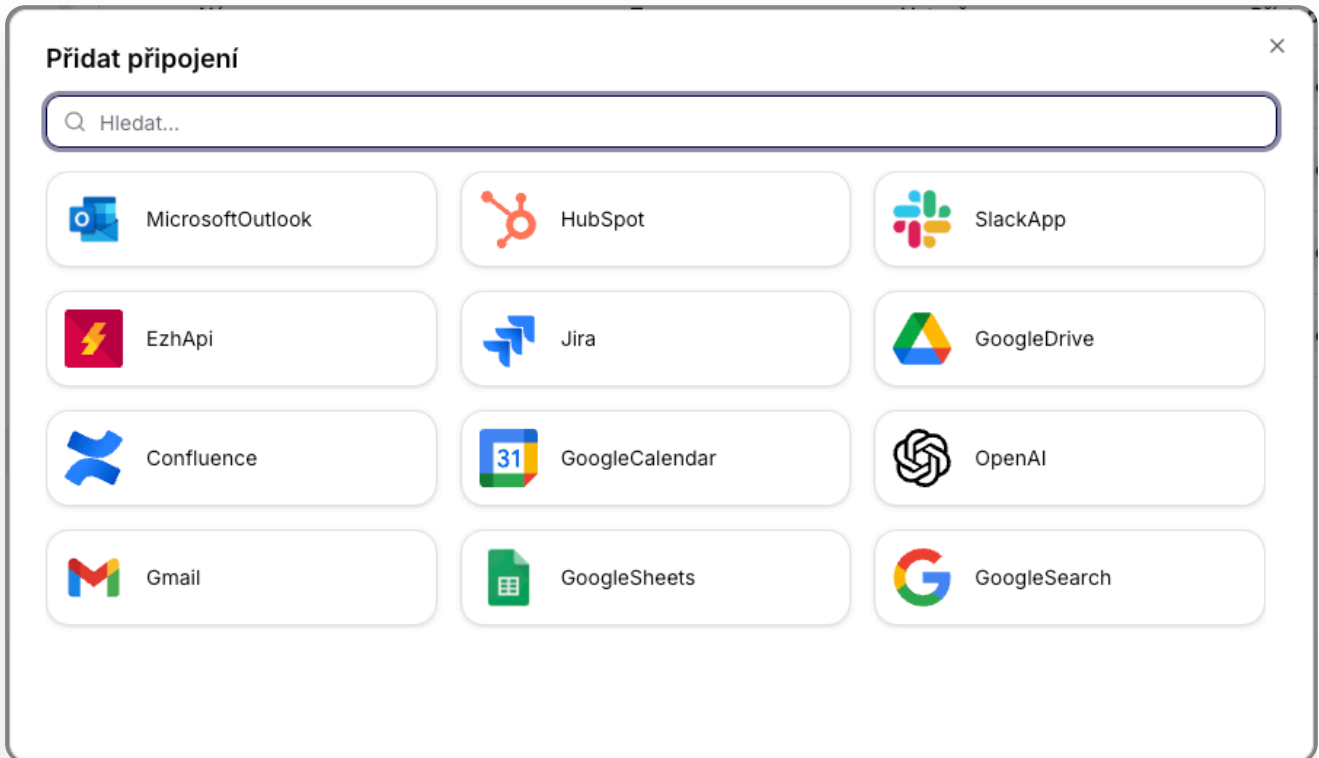 Přidat připojení
Hledat...
MicrosoftOutlook
HubSpot
SlackApp
EzhApi
Jira
GoogleDrive
Confluence
31
GoogleCalendar
OpenAI
Gmail
GoogleSheets
GoogleSearch